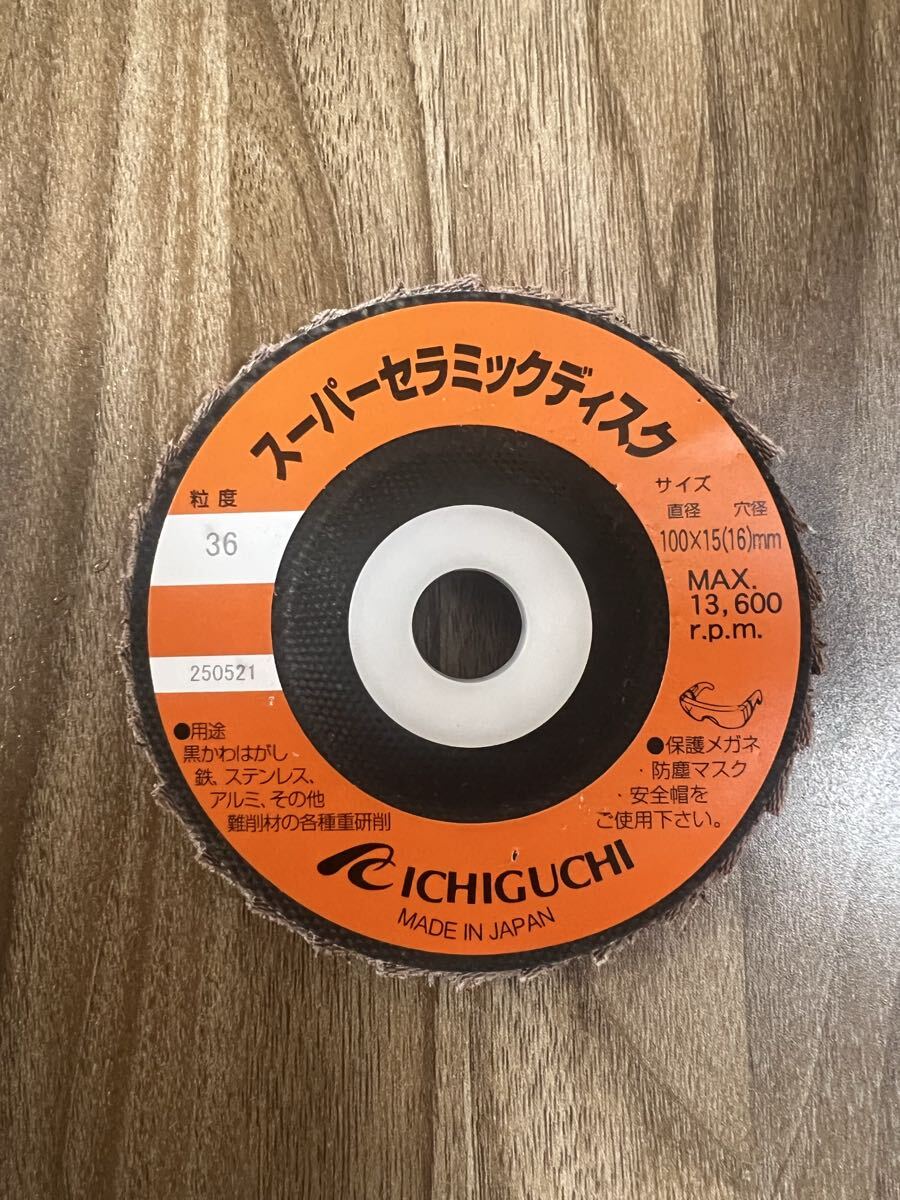 スーパーセラミックディスク
粒度
36
250521
サイズ
直径 穴径
100×15(16)mm
MAX.
13,600
r.p.m.
●用途
黒かわはがし
鉄、ステンレス、
アルミ、その他
難削材の各種重研削
●保護メガネ
・防塵マスク
・安全帽を
ご使用下さい。
ICHIGUCHI
MADE IN JAPAN